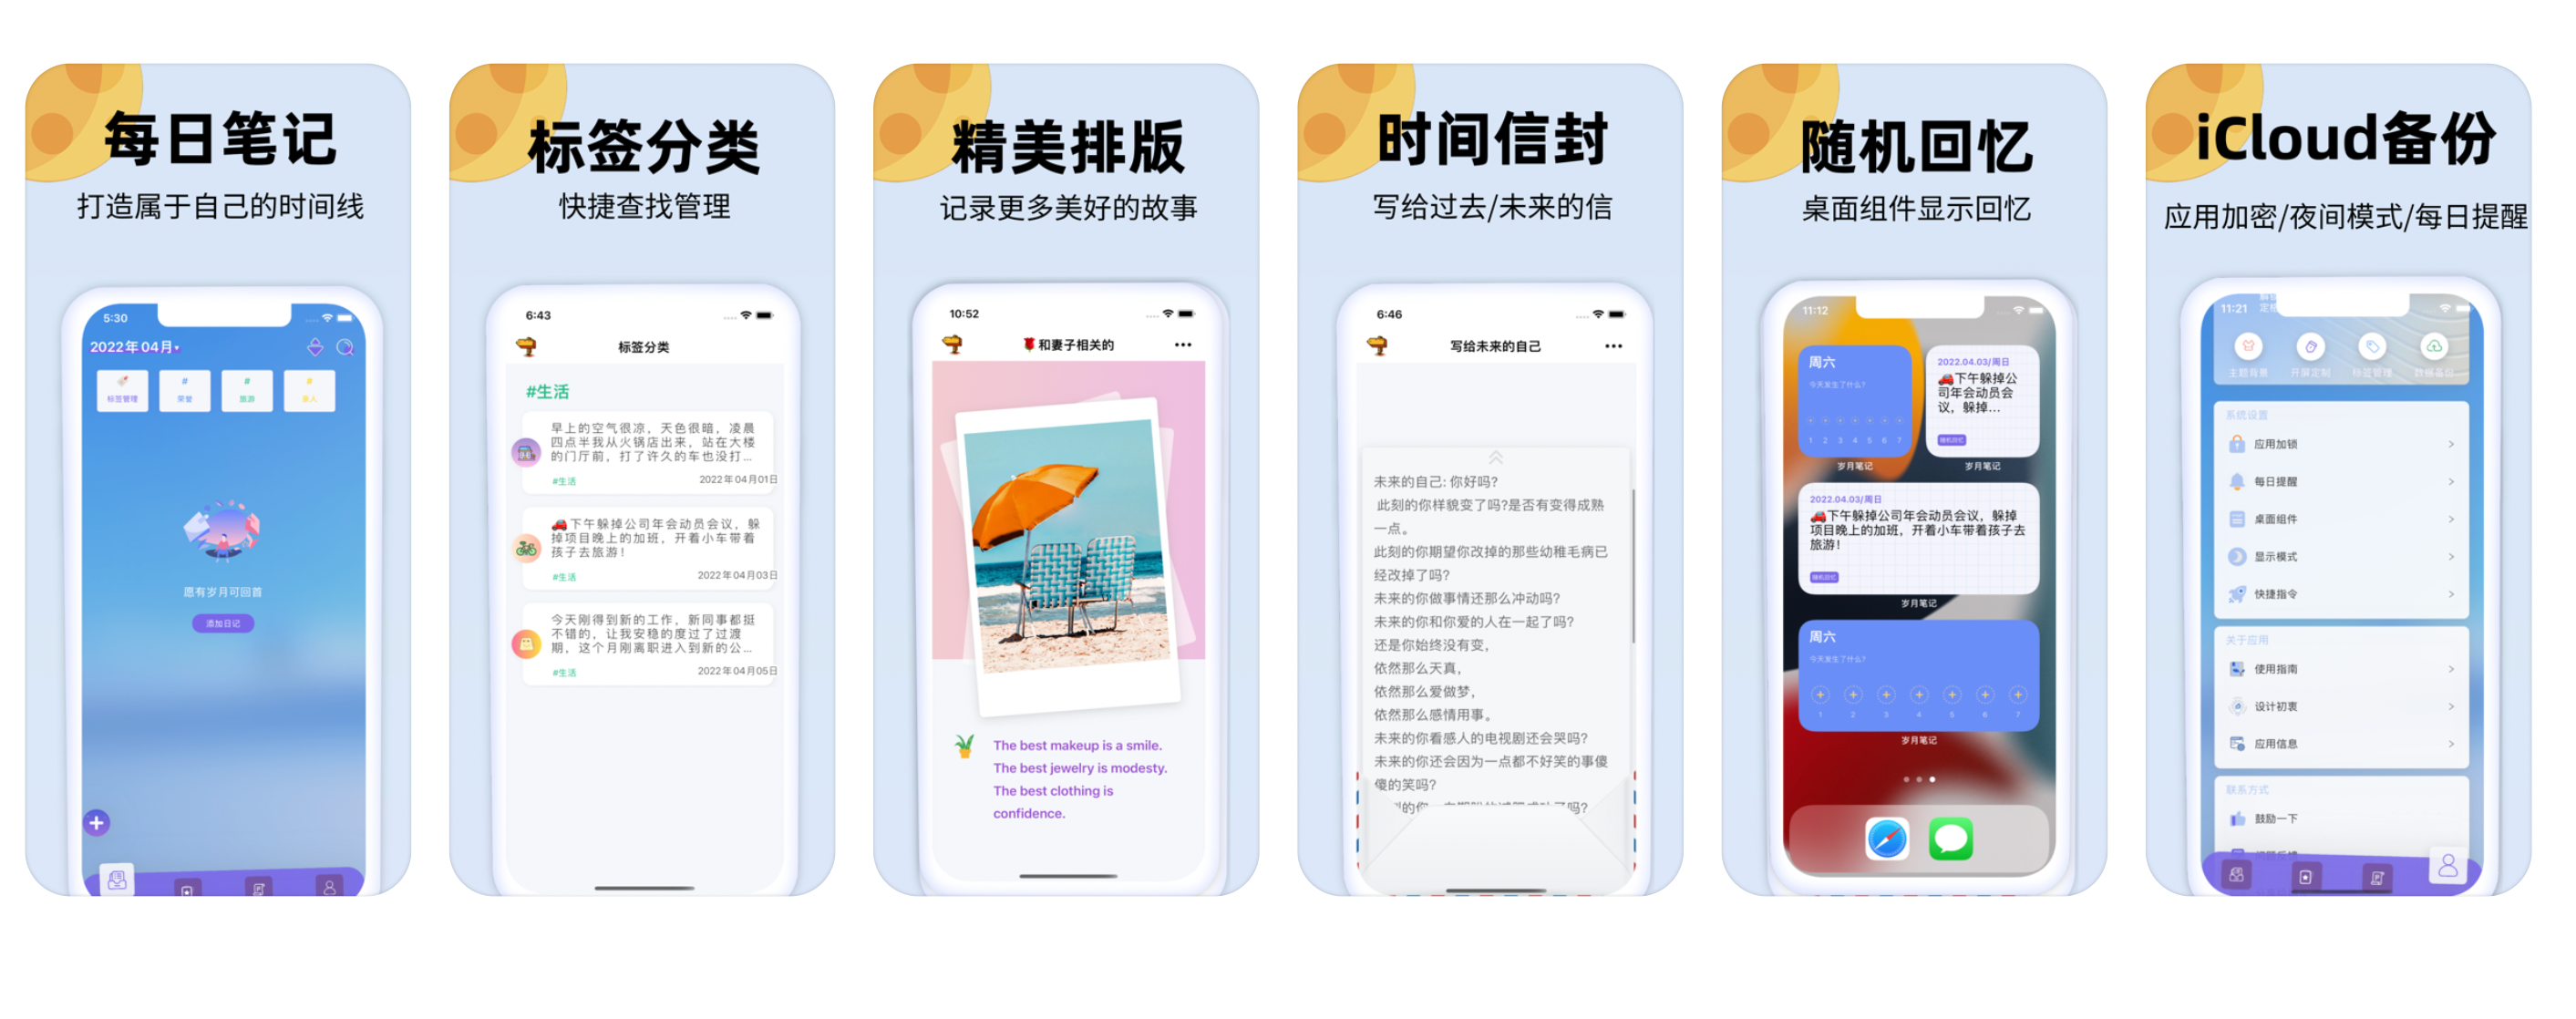 每日笔记
打造属于自己的时间线
5:30
2022年04月
标签管理
#
荣誉
#
旅游
#
亲人
愿有岁月可回首
添加日记
标签分类
快捷查找管理
6:43
标签分类
#生活
早上的空气很凉，天色很暗，凌晨
四点半我从火锅店出来，站在大楼
的门厅前，打了许久的车也没打...
#生活
2022年04月01日
🚗下午躲掉公司年会动员会议，躲
掉项目晚上的加班，开着小车带着
孩子去旅游！
#生活
2022年04月03日
今天刚得到新的工作，新同事都挺
不错的，让我安稳的度过了过渡
期，这个月刚离职进入到新的公...
#生活
2022年04月05日
精美排版
记录更多美好的故事
10:52
🌹和妻子相关的
The best makeup is a smile.
The best jewelry is modesty.
The best clothing is
confidence.
时间信封
写给过去/未来的信
6:46
写给未来的自己
未来的自己: 你好吗?
此刻的你样貌变了吗?是否有变得成熟
一点。
此刻的你期望你改掉的那些幼稚毛病已
经改掉了吗?
未来的你做事情还那么冲动吗?
未来的你和你爱的人在一起了吗?
还是你始终没有变，
依然那么天真，
依然那么爱做梦，
依然那么感情用事。
未来的你看感人的电视剧还会哭吗?
未来的你还会因为一点都不好笑的事傻
傻的笑吗?
随机回忆
桌面组件显示回忆
11:12
周六
今天发生了什么?
1 2 3 4 5 6 7
岁月笔记
2022.04.03/周日
🚗下午躲掉公
司年会动员会
议，躲掉...
随机回忆
岁月笔记
2022.04.03/周日
🚗下午躲掉公司年会动员会议，躲掉
项目晚上的加班，开着小车带着孩子去
旅游!
随机回忆
岁月笔记
周六
今天发生了什么?
1 2 3 4 5 6 7
岁月笔记
iCloud备份
应用加密/夜间模式/每日提醒
11:21
主题背景
开屏定制
标签管理
数据备份
系统设置
应用加锁
每日提醒
桌面组件
显示模式
快捷指令
关于应用
使用指南
设计初衷
应用信息
联系方式
鼓励一下